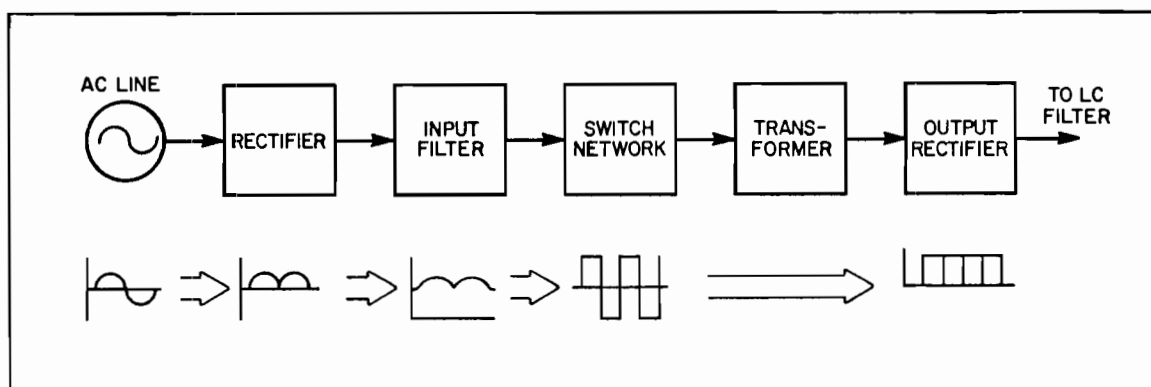 AC LINE
RECTIFIER
INPUT
FILTER
SWITCH
NETWORK
TRANS-
FORMER
OUTPUT
RECTIFIER
TO LC
FILTER